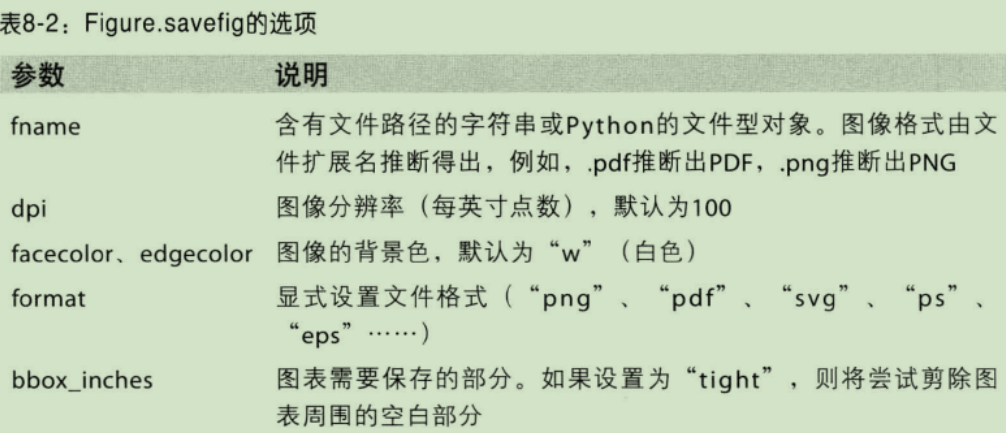 表8-2：Figure.savefig的选项
参数 说明
fname 含有文件路径的字符串或Python的文件型对象。图像格式由文
件扩展名推断得出，例如，.pdf推断出PDF，.png推断出PNG
dpi 图像分辨率（每英寸点数），默认为100
facecolor、edgecolor 图像的背景色，默认为“w”（白色）
format 显式设置文件格式（“png”、“pdf”、“svg”、“ps”、
“eps”……）
bbox_inches 图表需要保存的部分。如果设置为“tight”，则将尝试剪除图
表周围的空白部分